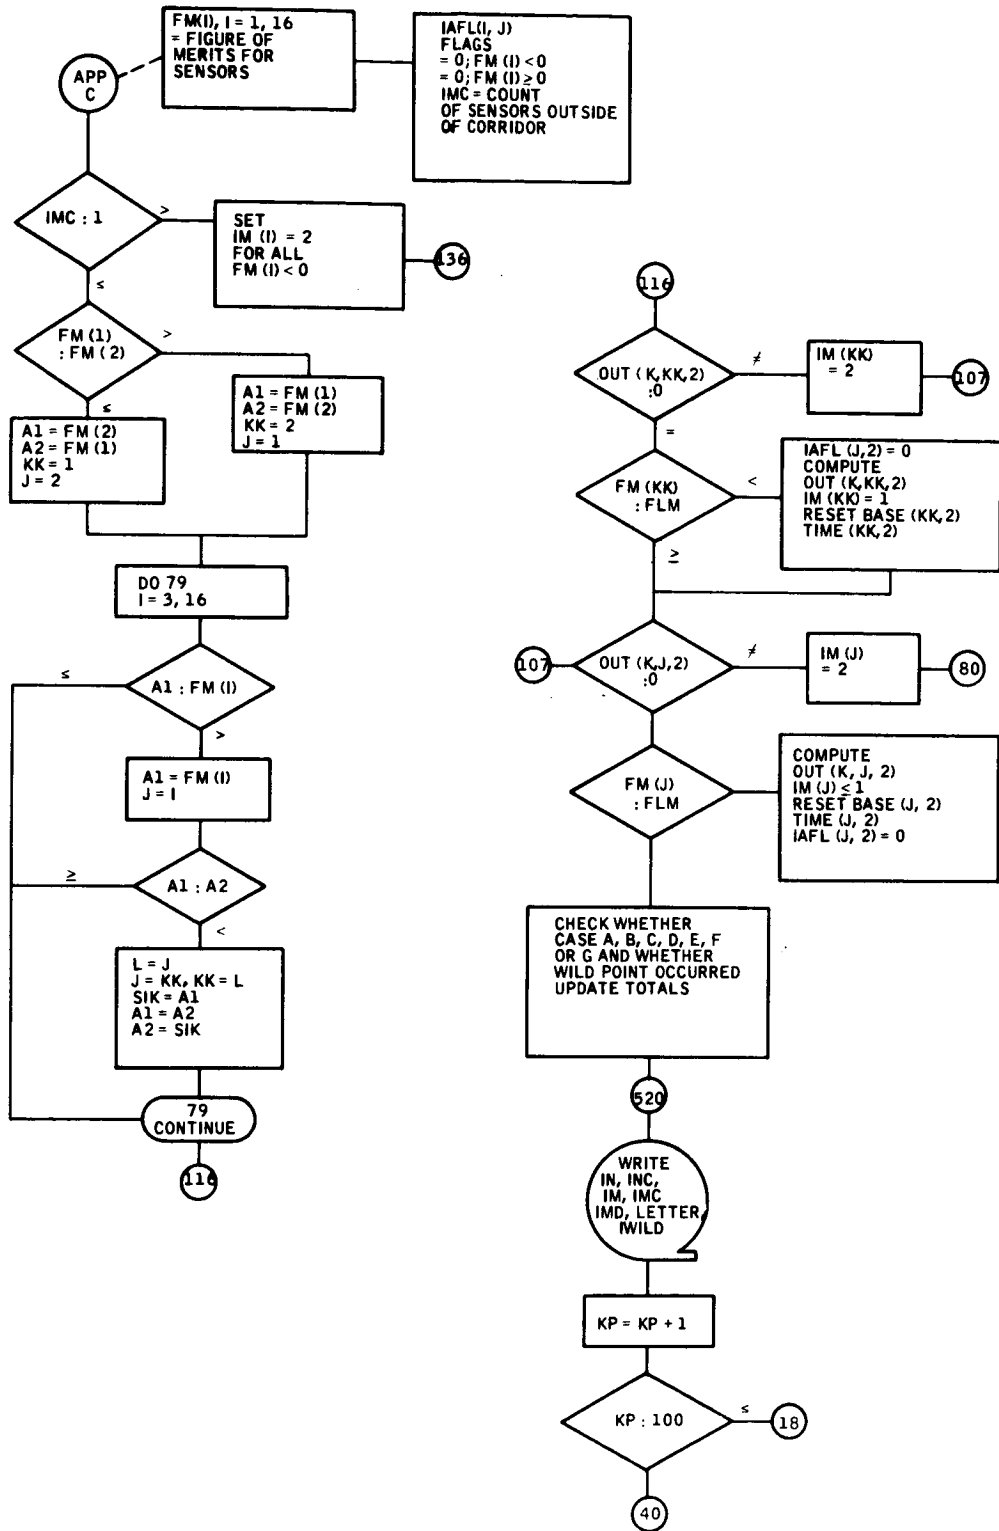 APP
C
FM(I), I = 1, 16
= FIGURE OF
MERITS FOR
SENSORS
IAFL(I, J)
FLAGS
= 0; FM (I) < 0
= 0; FM (I) ≥ 0
IMC = COUNT
OF SENSORS OUTSIDE
OF CORRIDOR
IMC : 1
>
≤
SET
IM (I) = 2
FOR ALL
FM (I) < 0
136
FM (1)
: FM (2)
>
≤
A1 = FM (2)
A2 = FM (1)
KK = 1
J = 2
A1 = FM (1)
A2 = FM (2)
KK = 2
J = 1
DO 79
I = 3, 16
A1 : FM (I)
≤
>
A1 = FM (I)
J = I
A1 : A2
≥
<
L = J
J = KK, KK = L
SIK = A1
A1 = A2
A2 = SIK
79
CONTINUE
116
116
OUT (K,KK,2)
:0
≠
=
IM (KK)
= 2
107
FM (KK)
: FLM
<
≥
IAFL (J,2) = 0
COMPUTE
OUT (K,KK,2)
IM (KK) = 1
RESET BASE (KK,2)
TIME (KK,2)
107
OUT (K,J,2)
:0
≠
IM (J)
= 2
80
FM (J)
: FLM
COMPUTE
OUT (K, J, 2)
IM (J) ≤ 1
RESET BASE (J, 2)
TIME (J, 2)
IAFL (J, 2) = 0
CHECK WHETHER
CASE A, B, C, D, E, F
OR G AND WHETHER
WILD POINT OCCURRED
UPDATE TOTALS
520
WRITE
IN, INC,
IM, IMC
IMD, LETTER,
IWILD
KP = KP + 1
KP : 100
≤
18
40